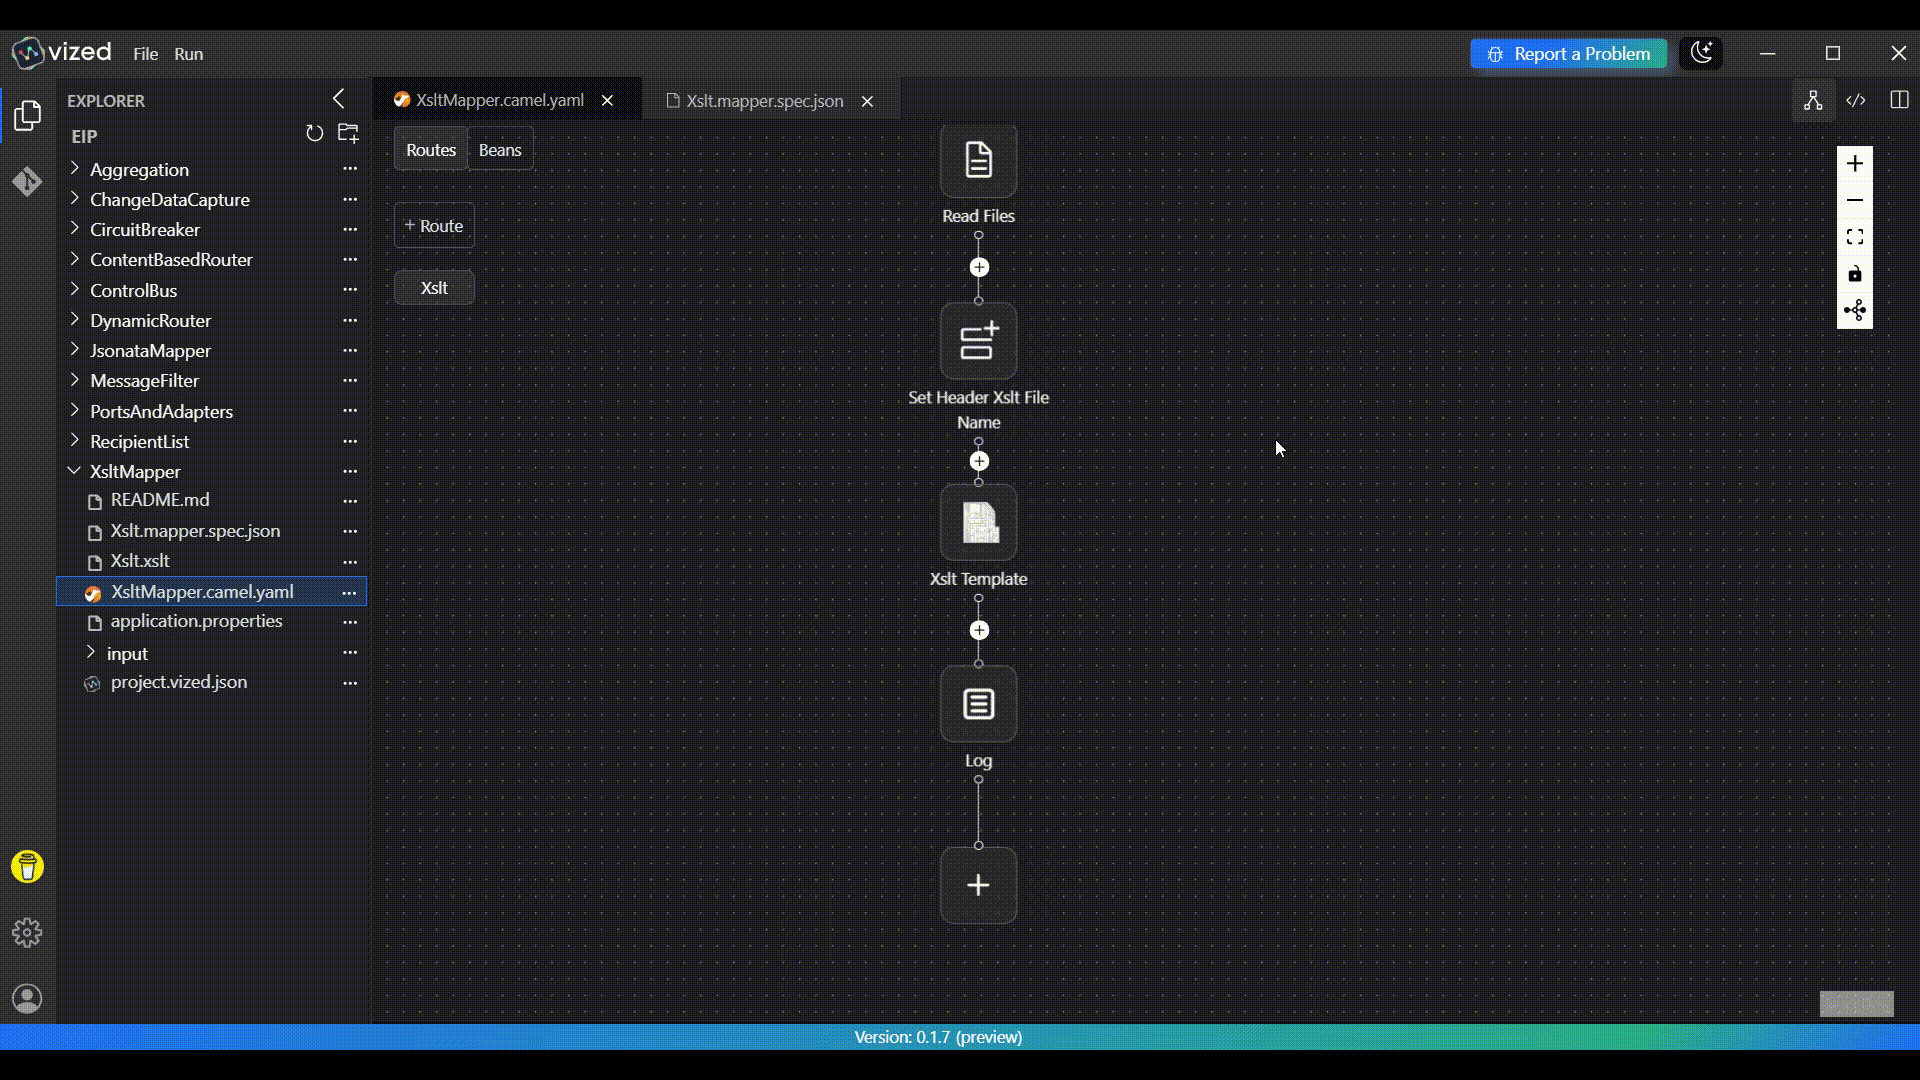 vized File Run Report a Problem
EXPLORER
XsltMapper.camel.yaml Xslt.mapper.spec.json
EIP
Routes Beans
Aggregation
ChangeDataCapture
CircuitBreaker
ContentBasedRouter
ControlBus
DynamicRouter
JsonataMapper
MessageFilter
PortsAndAdapters
RecipientList
XsltMapper
README.md
Xslt.mapper.spec.json
Xslt.xslt
XsltMapper.camel.yaml
application.properties
input
project.vized.json
+ Route
Xslt
Read Files
Set Header Xslt File
Name
Xslt Template
Log
Version: 0.1.7 (preview)